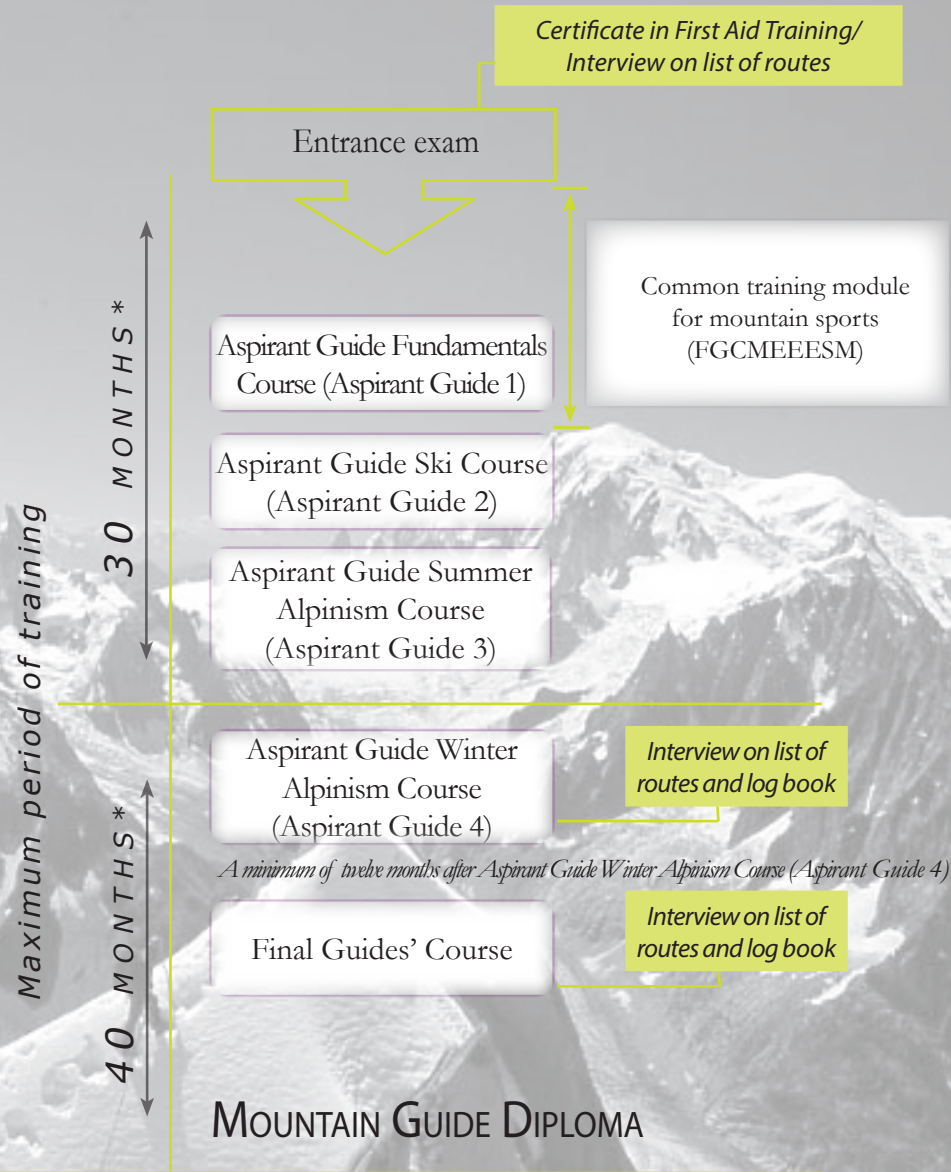 Certificate in First Aid Training/
Interview on list of routes
Entrance exam
Common training module
for mountain sports
(FGCMEEESM)
Aspirant Guide Fundamentals
Course (Aspirant Guide 1)
Aspirant Guide Ski Course
(Aspirant Guide 2)
Aspirant Guide Summer
Alpinism Course
(Aspirant Guide 3)
Maximum period of training
30 MONTHS*
40 MONTHS*
Aspirant Guide Winter
Alpinism Course
(Aspirant Guide 4)
Interview on list of
routes and log book
A minimum of twelve months after Aspirant Guide Winter Alpinism Course (Aspirant Guide 4)
Final Guides' Course
Interview on list of
routes and log book
MOUNTAIN GUIDE DIPLOMA